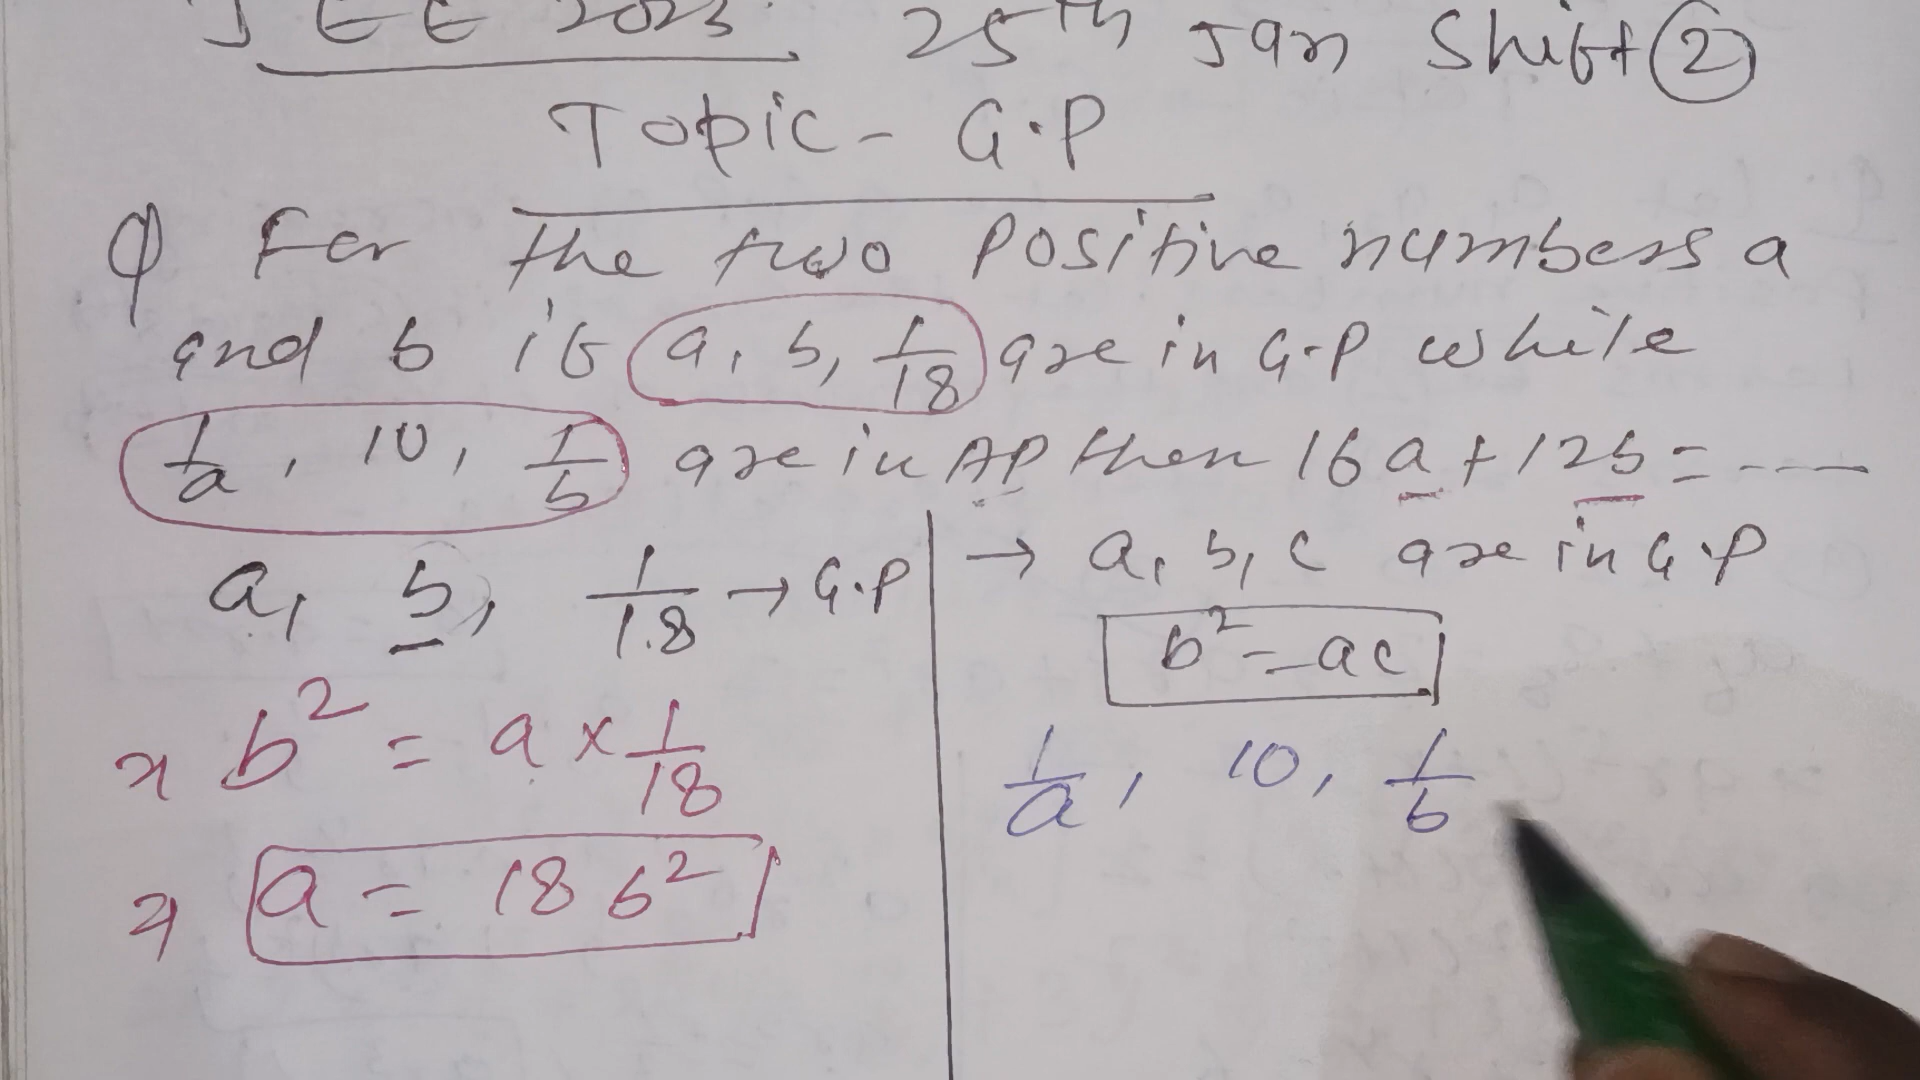 JEE 2023. 25th Jan Shift (2)
Topic - G.P
Q For the two positive numbers a
and b if a, b, 1/18 are in G.P while
1/a, 10, 1/b are in AP then 16a + 12b = ----
a, b, 1/18 → G.P
b² = a × 1/18
a = 18b²
→ a, b, c are in G.P
b² = ac
1/a, 10, 1/b